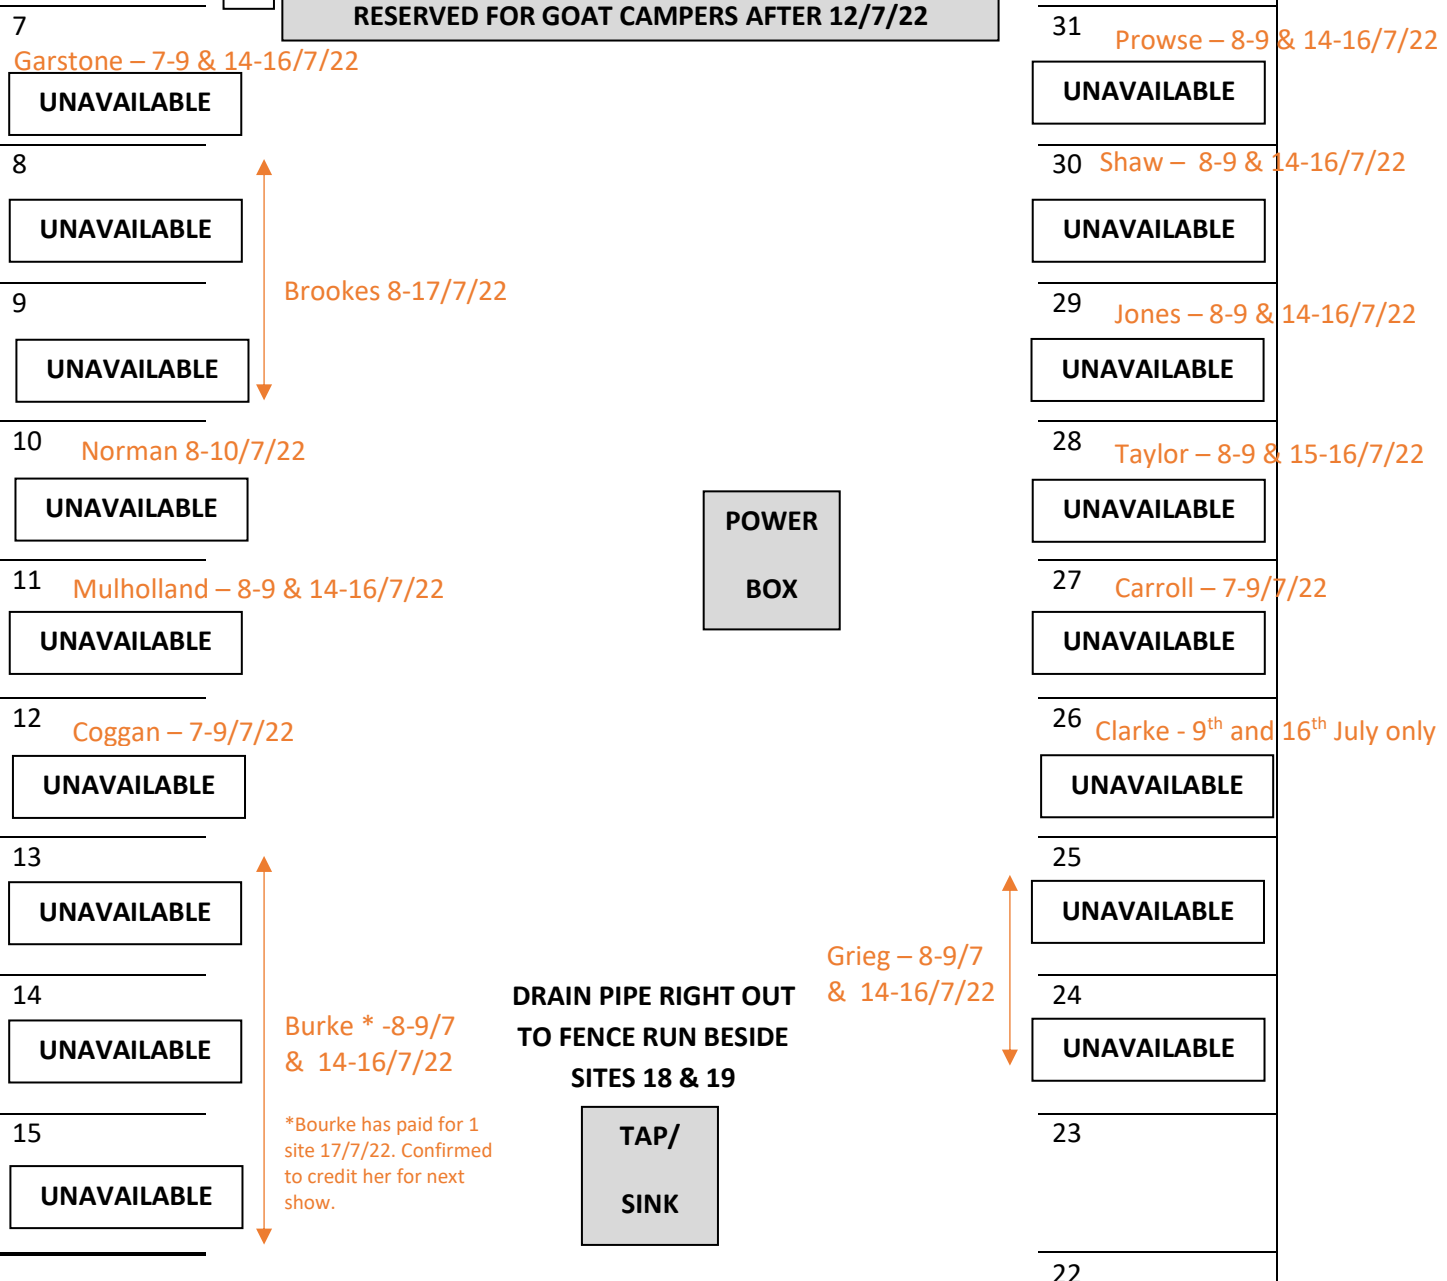 RESERVED FOR GOAT CAMPERS AFTER 12/7/22
7
Garstone – 7-9 & 14-16/7/22
UNAVAILABLE
8
UNAVAILABLE
Brookes 8-17/7/22
9
UNAVAILABLE
10
Norman 8-10/7/22
UNAVAILABLE
11
Mulholland – 8-9 & 14-16/7/22
UNAVAILABLE
12
Coggan – 7-9/7/22
UNAVAILABLE
13
UNAVAILABLE
14
UNAVAILABLE
Burke * -8-9/7
& 14-16/7/22
*Bourke has paid for 1
site 17/7/22. Confirmed
to credit her for next
show.
15
UNAVAILABLE
POWER
BOX
DRAIN PIPE RIGHT OUT
TO FENCE RUN BESIDE
SITES 18 & 19
TAP/
SINK
31
Prowse – 8-9 & 14-16/7/22
UNAVAILABLE
30
Shaw – 8-9 & 14-16/7/22
UNAVAILABLE
29
Jones – 8-9 & 14-16/7/22
UNAVAILABLE
28
Taylor – 8-9 & 15-16/7/22
UNAVAILABLE
27
Carroll – 7-9/7/22
UNAVAILABLE
26
Clarke - 9th and 16th July only
UNAVAILABLE
25
UNAVAILABLE
Grieg – 8-9/7
& 14-16/7/22
24
UNAVAILABLE
23
22